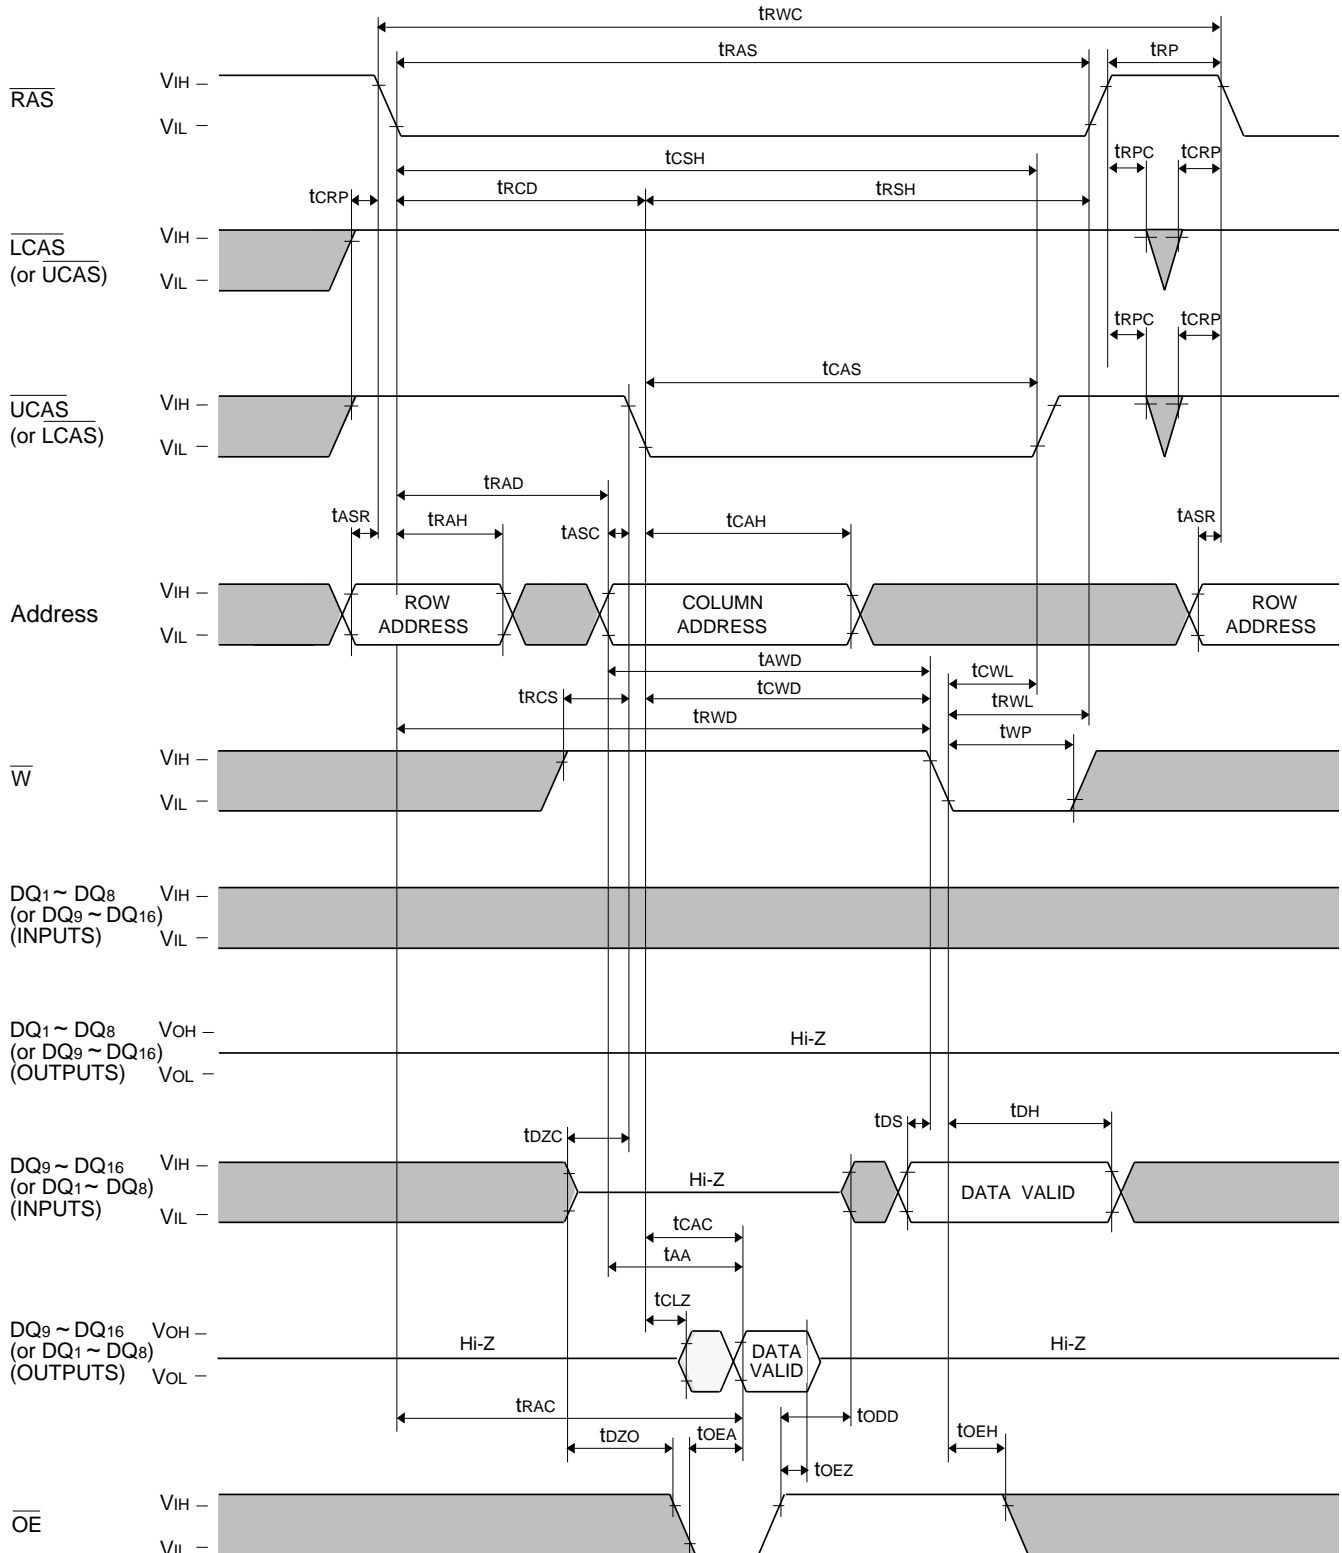 tRWC
tRAS tRP
RAS VIH VIL
tCSH tRPC tCRP
tCRP tRCD tRSH
LCAS (or UCAS) VIH VIL
tRPC tCRP
tCAS
UCAS (or LCAS) VIH VIL
tRAD
tASR tRAH tASC tCAH tASR
Address VIH VIL
ROW ADDRESS
COLUMN ADDRESS
ROW ADDRESS
tAWD tCWL
tRCS tCWD tRWL
tRWD tWP
W VIH VIL
DQ1 ~ DQ8 VIH
(or DQ9 ~ DQ16)
(INPUTS) VIL
DQ1 ~ DQ8 VOH
(or DQ9 ~ DQ16) Hi-Z
(OUTPUTS) VOL
tDZC tDS tDH
DQ9 ~ DQ16 VIH
(or DQ1 ~ DQ8) Hi-Z DATA VALID
(INPUTS) VIL
tCAC
tAA
tCLZ
DQ9 ~ DQ16 VOH
(or DQ1 ~ DQ8) Hi-Z DATA VALID Hi-Z
(OUTPUTS) VOL
tRAC tODD
tDZO tOEA tOEH
tOEZ
OE VIH VIL